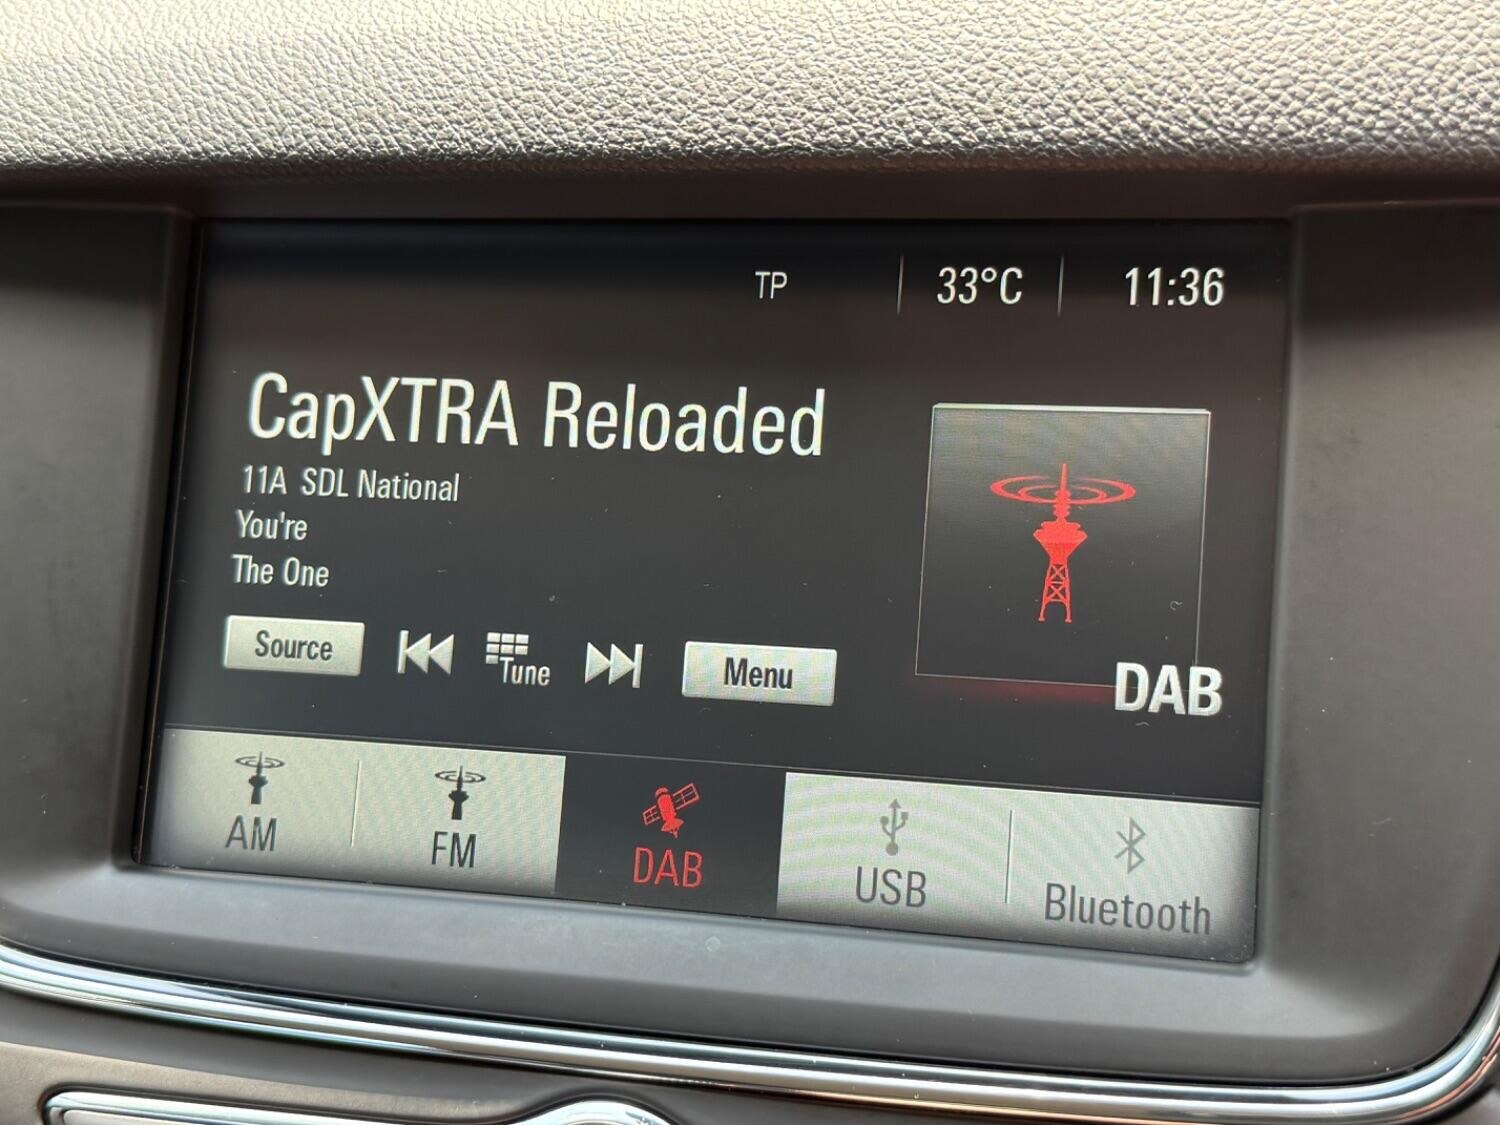 TP 33°C 11:36
CapXTRA Reloaded
11A SDL National
You're
The One
Source Tune Menu
DAB
AM FM DAB USB Bluetooth